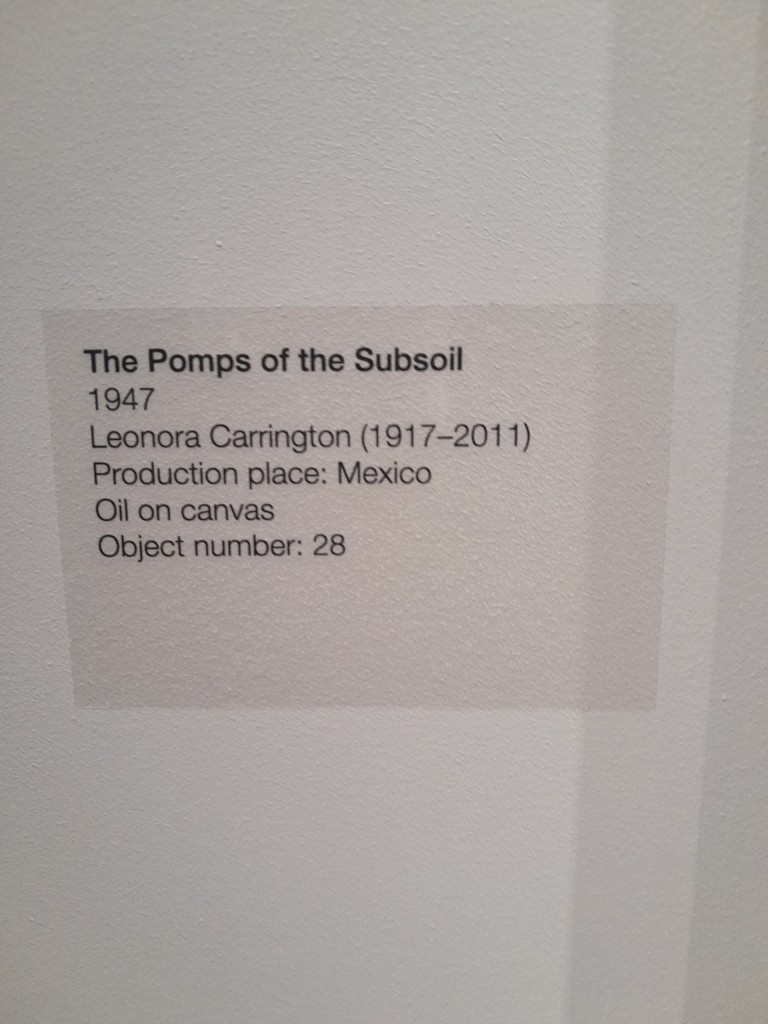 The Pomps of the Subsoil
1947
Leonora Carrington (1917–2011)
Production place: Mexico
Oil on canvas
Object number: 28